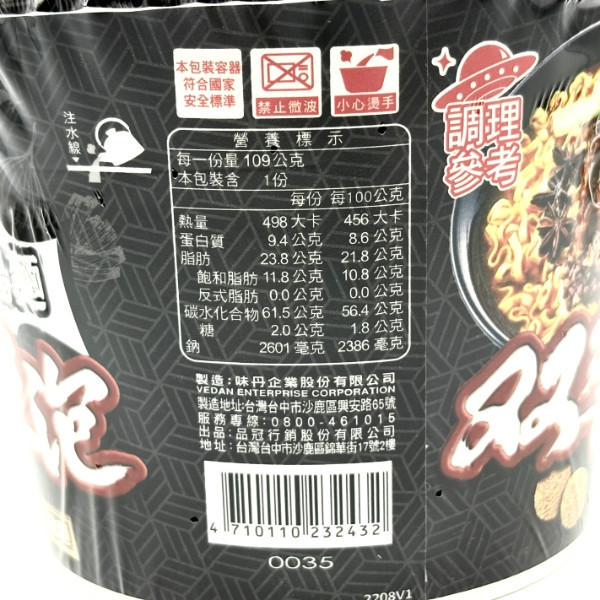 本包裝容器
符合國家
安全標準
禁止微波
小心燙手
注水線
調理
參考
營養標示
每一份量 109公克
本包裝含 1份
每份 每100公克
熱量 498 大卡 456 大卡
蛋白質 9.4 公克 8.6 公克
脂肪 23.8 公克 21.8 公克
飽和脂肪 11.8 公克 10.8 公克
反式脂肪 0.0 公克 0.0 公克
碳水化合物 61.5 公克 56.4 公克
糖 2.0 公克 1.8 公克
鈉 2601 毫克 2386 毫克
製造:味丹企業股份有限公司
VEDAN ENTERPRISE CORPORATION
製造地址:台灣台中市沙鹿區興安路65號
服務專線:0800-461015
出品:品冠行銷股份有限公司
地址:台灣台中市沙鹿區錦華街17號2樓
4 710110 232432
0035
2208V1